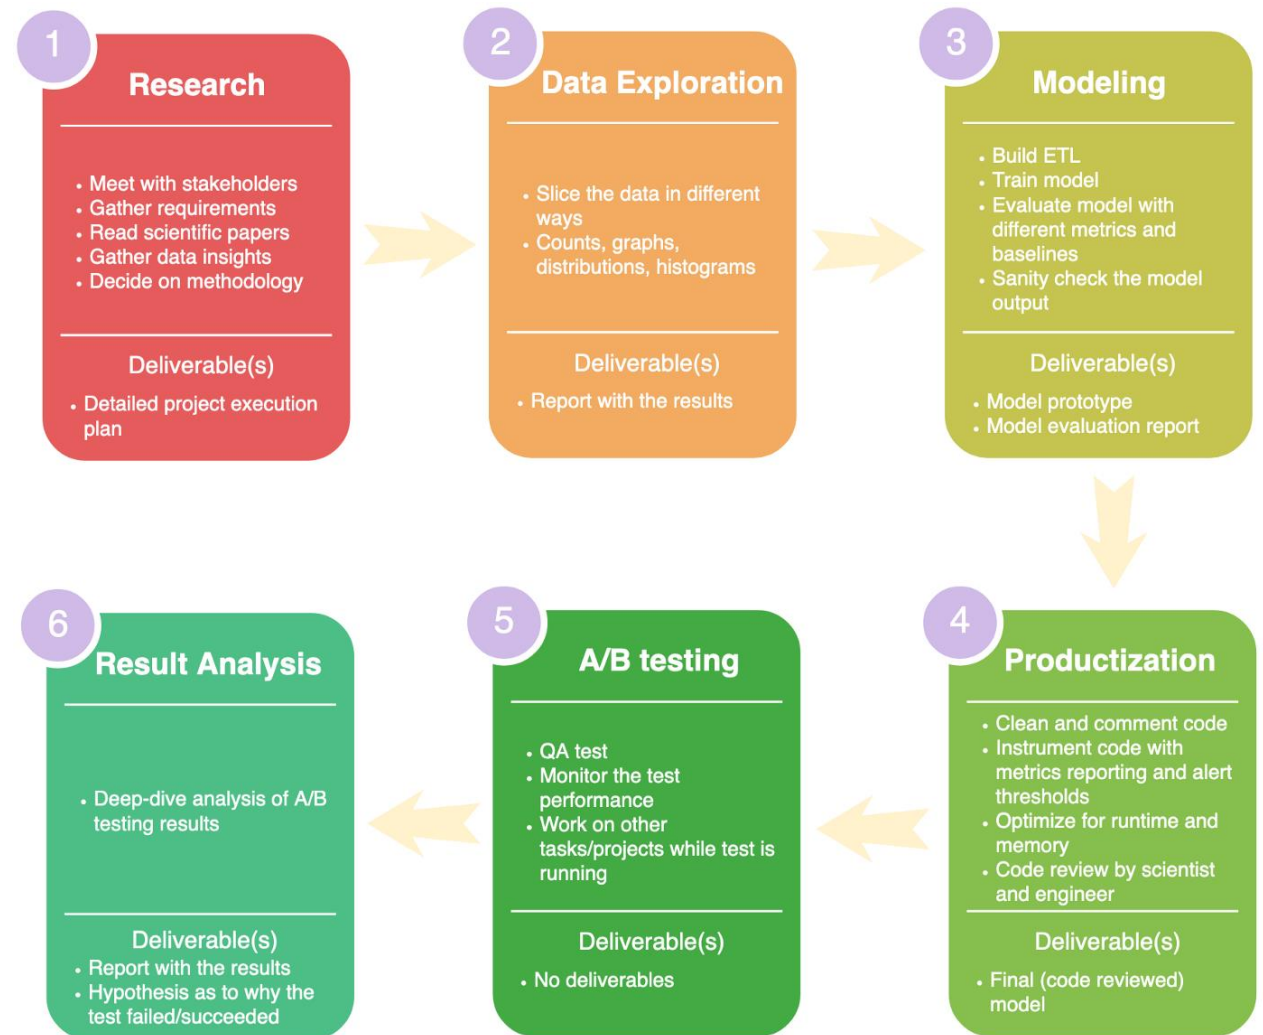 1
Research
• Meet with stakeholders
• Gather requirements
• Read scientific papers
• Gather data insights
• Decide on methodology
Deliverable(s)
• Detailed project execution
plan
2
Data Exploration
• Slice the data in different
ways
• Counts, graphs,
distributions, histograms
Deliverable(s)
• Report with the results
3
Modeling
• Build ETL
• Train model
• Evaluate model with
different metrics and
baselines
• Sanity check the model
output
Deliverable(s)
• Model prototype
• Model evaluation report
4
Productization
• Clean and comment code
• Instrument code with
metrics reporting and alert
thresholds
• Optimize for runtime and
memory
• Code review by scientist
and engineer
Deliverable(s)
• Final (code reviewed)
model
5
A/B testing
• QA test
• Monitor the test
performance
• Work on other
tasks/projects while test is
running
Deliverable(s)
• No deliverables
6
Result Analysis
• Deep-dive analysis of A/B
testing results
Deliverable(s)
• Report with the results
• Hypothesis as to why the
test failed/succeeded